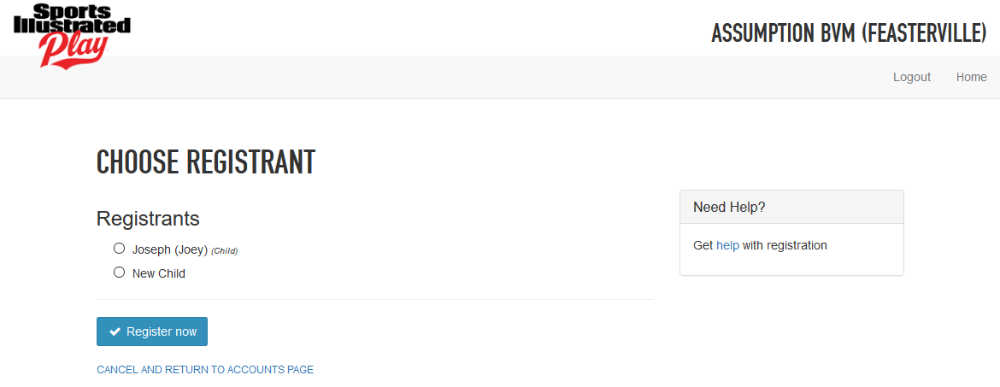 Sports
Illustrated
Play
ASSUMPTION BVM (FEASTERVILLE)
Logout Home
CHOOSE REGISTRANT
Registrants
Joseph (Joey) (Child)
New Child
Register now
CANCEL AND RETURN TO ACCOUNTS PAGE
Need Help?
Get help with registration